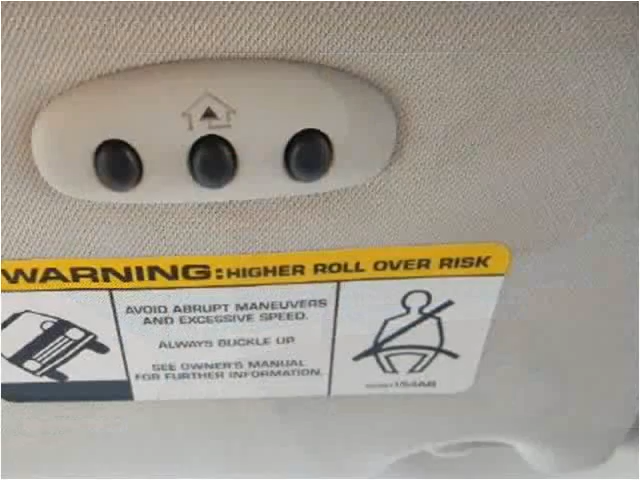 WARNING: HIGHER ROLL OVER RISK
AVOID ABRUPT MANEUVERS
AND EXCESSIVE SPEED.
ALWAYS BUCKLE UP
SEE OWNER'S MANUAL
FOR FURTHER INFORMATION.